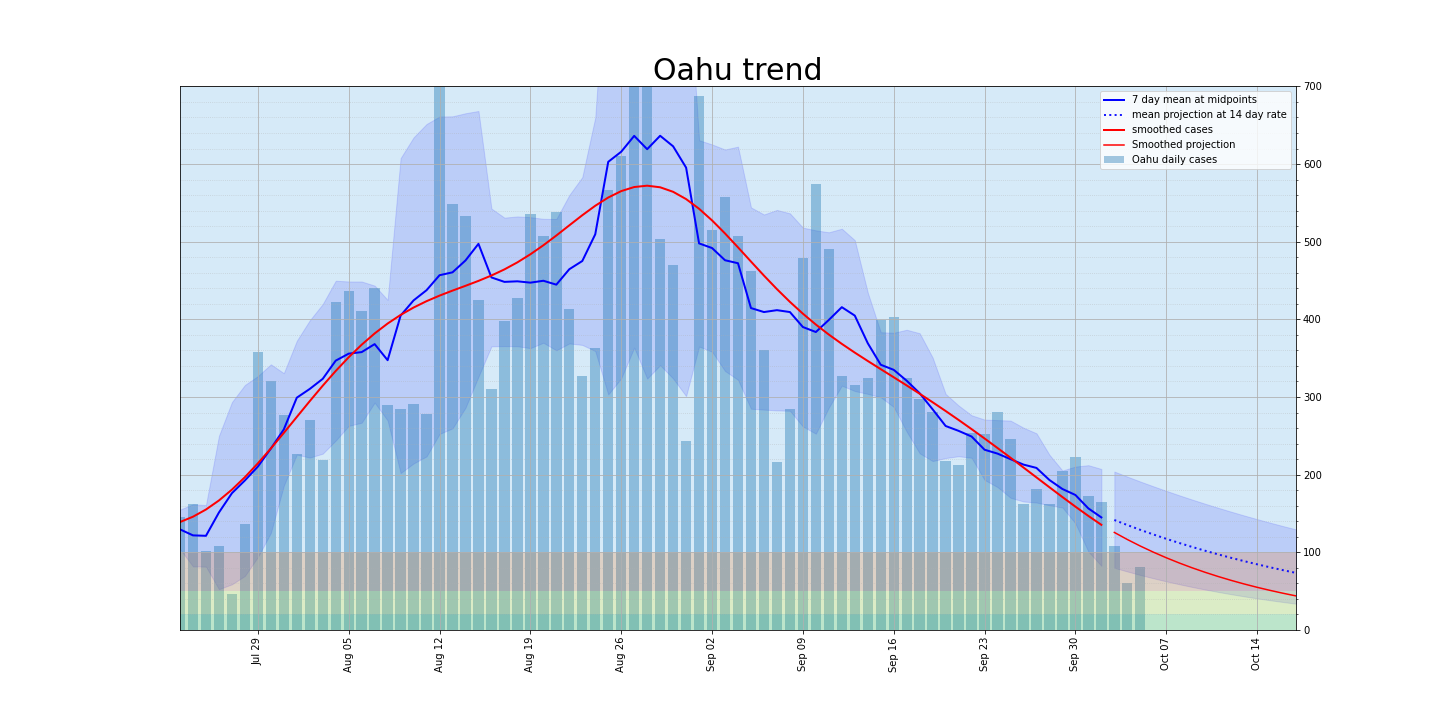 Oahu trend
7 day mean at midpoints
mean projection at 14 day rate
smoothed cases
Smoothed projection
Oahu daily cases
700
600
500
400
300
200
100
0
Jul 29
Aug 05
Aug 12
Aug 19
Aug 26
Sep 02
Sep 09
Sep 16
Sep 23
Sep 30
Oct 07
Oct 14